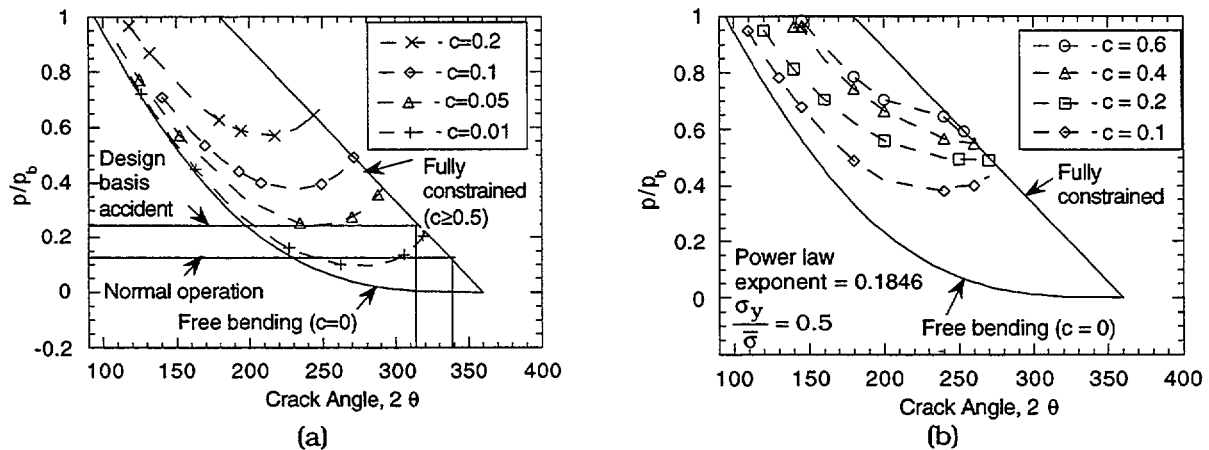 (a)
1
0.8
0.6
0.4
0.2
0
-0.2
p/p_b
c=0.2
c=0.1
c=0.05
c=0.01
Design
basis
accident
Fully
constrained
(c≥0.5)
Normal operation
Free bending (c=0)
100 150 200 250 300 350 400
Crack Angle, 2 θ
(a)
(b)
1
0.8
0.6
0.4
0.2
0
-0.2
p/p_b
c = 0.6
c = 0.4
c = 0.2
c = 0.1
Fully
constrained
Power law
exponent = 0.1846
σ_y
σ̅ = 0.5
Free bending (c = 0)
100 150 200 250 300 350 400
Crack Angle, 2 θ
(b)